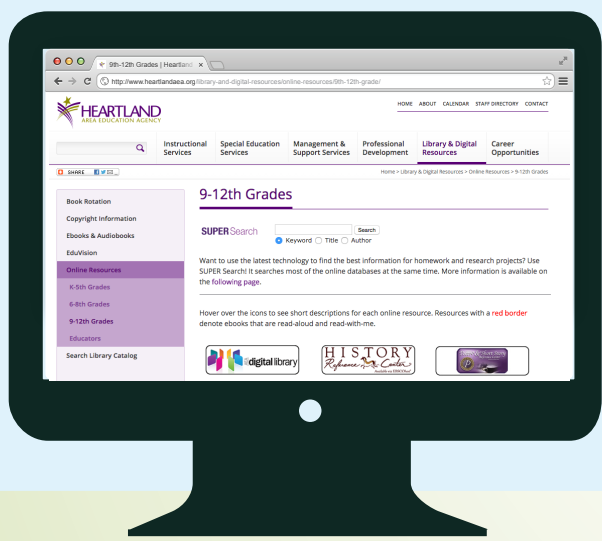 9th-12th Grades | Heartland
http://www.heartlandaea.org/library-and-digital-resources/online-resources/9th-12th-grade/
HEARTLAND
AREA EDUCATION AGENCY
HOME ABOUT CALENDAR STAFF DIRECTORY CONTACT
Instructional Services
Special Education Services
Management & Support Services
Professional Development
Library & Digital Resources
Career Opportunities
SHARE
Home > Library & Digital Resources > Online Resources > 9-12th Grades
Book Rotation
Copyright Information
Ebooks & Audiobooks
EduVision
Online Resources
K-5th Grades
6-8th Grades
9-12th Grades
Educators
Search Library Catalog
9-12th Grades
SUPERSearch
Search
Keyword Title Author
Want to use the latest technology to find the best information for homework and research projects? Use
SUPER Search! It searches most of the online databases at the same time. More information is available on
the following page.
Hover over the icons to see short descriptions for each online resource. Resources with a red border
denote ebooks that are read-aloud and read-with-me.
digital library
HISTORY
Reference Center